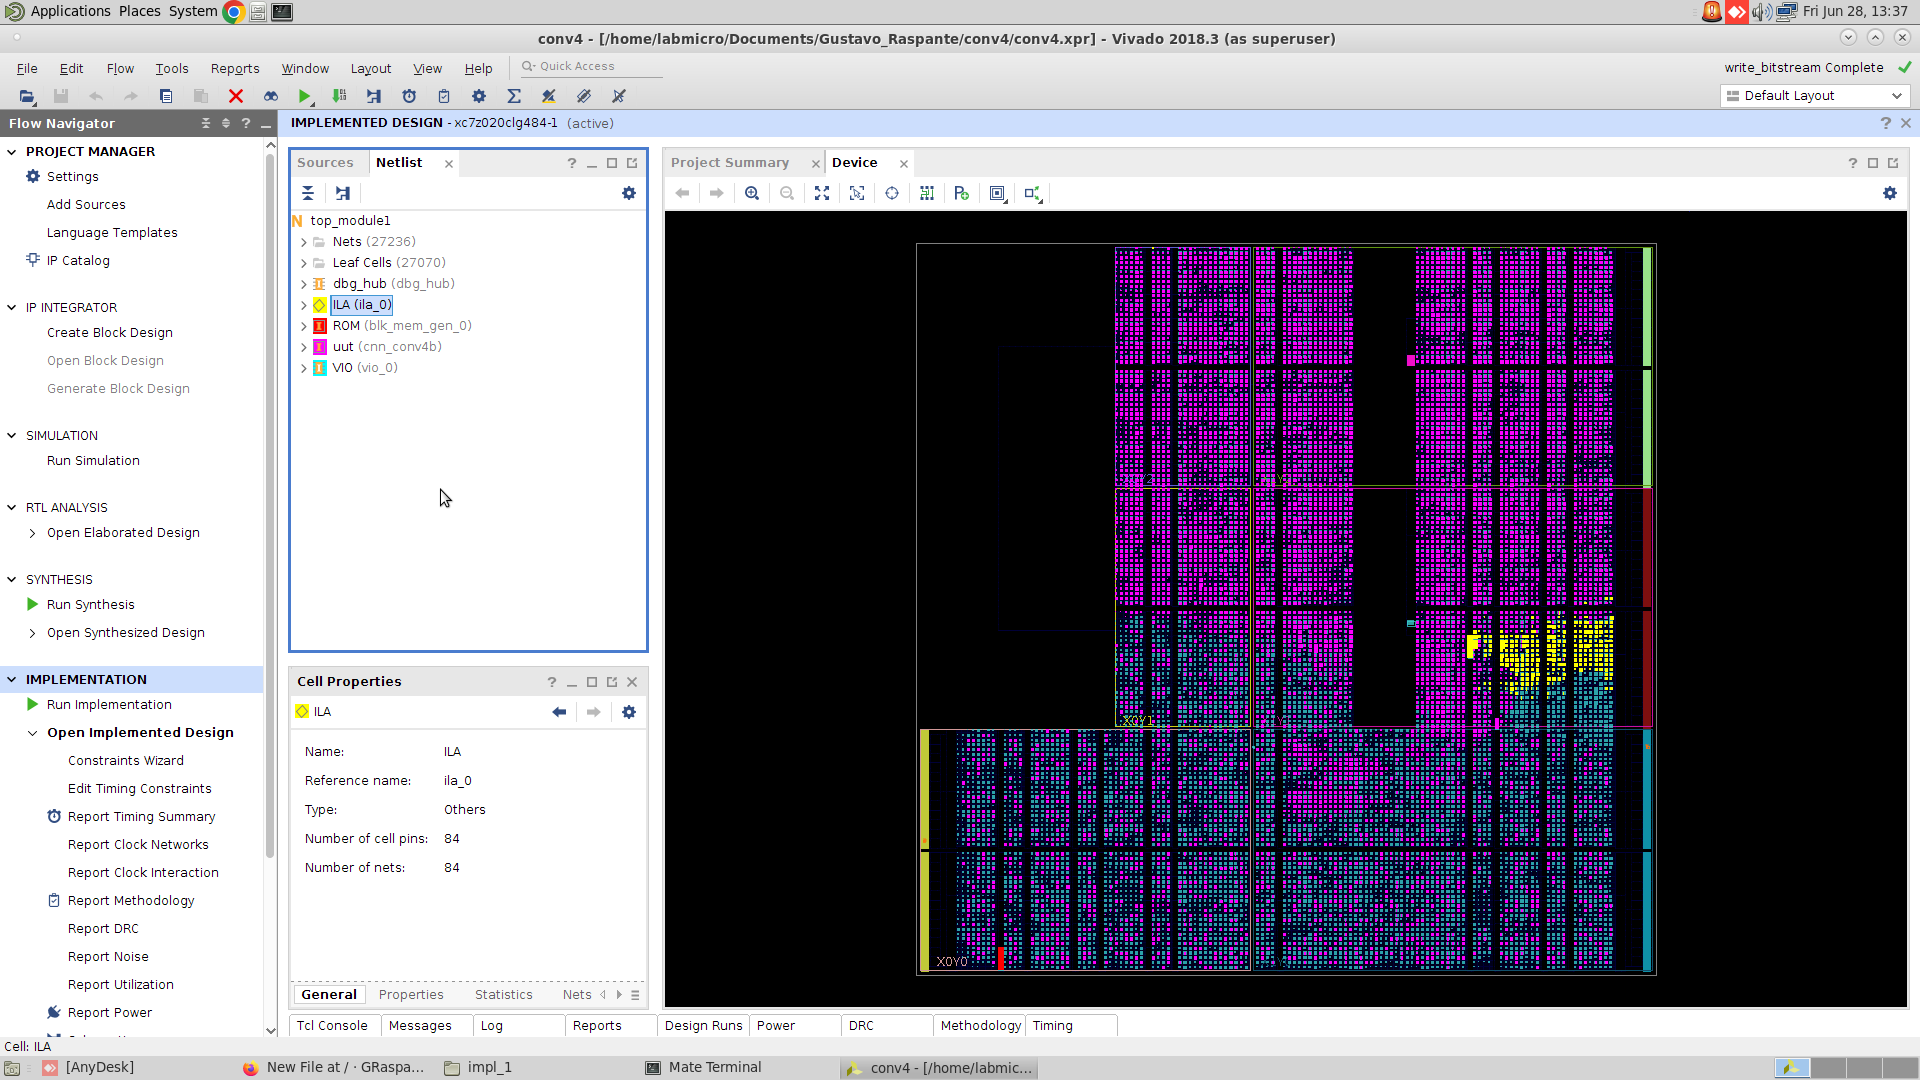 Applications Places System
Fri Jun 28, 13:37
conv4 - [/home/labmicro/Documents/Gustavo_Raspante/conv4/conv4.xpr] - Vivado 2018.3 (as superuser)
File Edit Flow Tools Reports Window Layout View Help
Quick Access
write_bitstream Complete
Default Layout
Flow Navigator
PROJECT MANAGER
Settings
Add Sources
Language Templates
IP Catalog
IP INTEGRATOR
Create Block Design
Open Block Design
Generate Block Design
SIMULATION
Run Simulation
RTL ANALYSIS
Open Elaborated Design
SYNTHESIS
Run Synthesis
Open Synthesized Design
IMPLEMENTATION
Run Implementation
Open Implemented Design
Constraints Wizard
Edit Timing Constraints
Report Timing Summary
Report Clock Networks
Report Clock Interaction
Report Methodology
Report DRC
Report Noise
Report Utilization
Report Power
IMPLEMENTED DESIGN - xc7z020clg484-1 (active)
Sources Netlist
top_module1
Nets (27236)
Leaf Cells (27070)
dbg_hub (dbg_hub)
ILA (ila_0)
ROM (blk_mem_gen_0)
uut (cnn_conv4b)
VIO (vio_0)
Cell Properties
ILA
Name: ILA
Reference name: ila_0
Type: Others
Number of cell pins: 84
Number of nets: 84
General Properties Statistics Nets
Project Summary Device
X0Y1
X0Y0
Tcl Console Messages Log Reports Design Runs Power DRC Methodology Timing
Cell: ILA
[AnyDesk]
New File at / · GRaspa...
impl_1
Mate Terminal
conv4 - [/home/labmic...